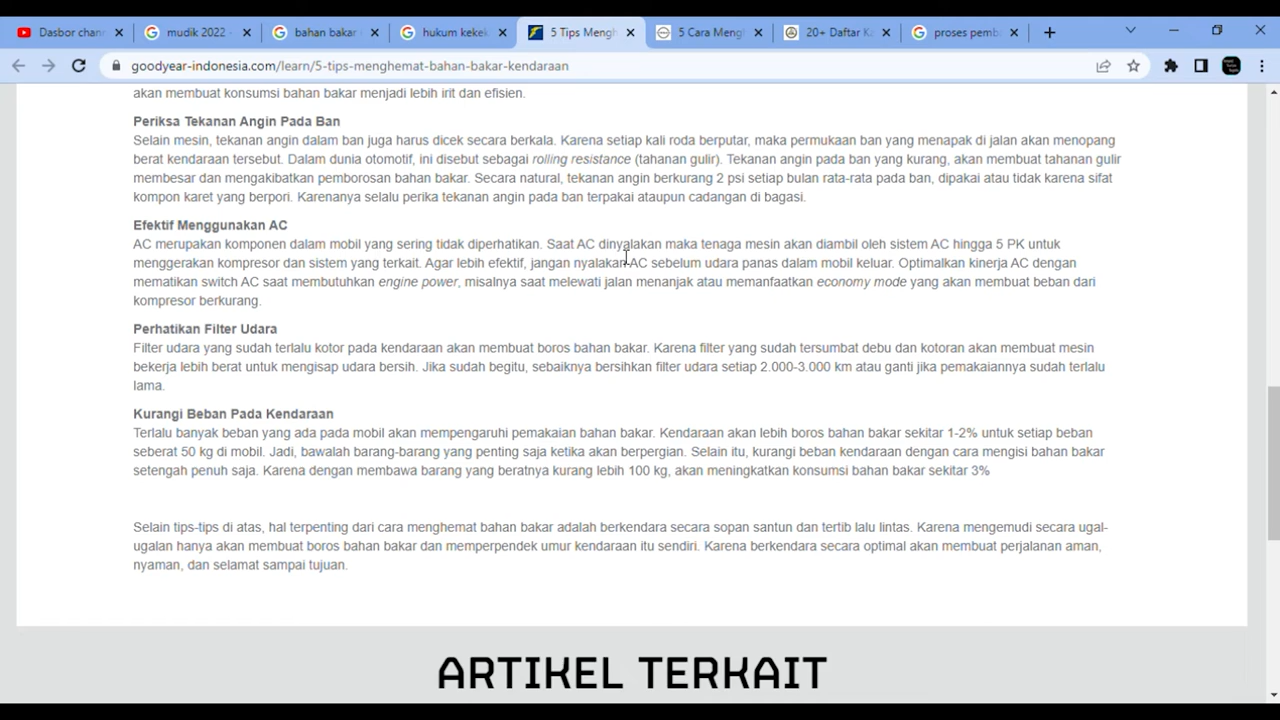 Dasbor chann
mudik 2022 -
bahan bakar
hukum kekek
5 Tips Mengh
5 Cara Mengh
20+ Daftar Ka
proses pemba
goodyear-indonesia.com/learn/5-tips-menghemat-bahan-bakar-kendaraan
akan membuat konsumsi bahan bakar menjadi lebih irit dan efisien.
Periksa Tekanan Angin Pada Ban
Selain mesin, tekanan angin dalam ban juga harus dicek secara berkala. Karena setiap kali roda berputar, maka permukaan ban yang menapak di jalan akan menopang
berat kendaraan tersebut. Dalam dunia otomotif, ini disebut sebagai rolling resistance (tahanan gulir). Tekanan angin pada ban yang kurang, akan membuat tahanan gulir
membesar dan mengakibatkan pemborosan bahan bakar. Secara natural, tekanan angin berkurang 2 psi setiap bulan rata-rata pada ban, dipakai atau tidak karena sifat
kompon karet yang berpori. Karenanya selalu perika tekanan angin pada ban terpakai ataupun cadangan di bagasi.
Efektif Menggunakan AC
AC merupakan komponen dalam mobil yang sering tidak diperhatikan. Saat AC dinyalakan maka tenaga mesin akan diambil oleh sistem AC hingga 5 PK untuk
menggerakan kompresor dan sistem yang terkait. Agar lebih efektif, jangan nyalakan AC sebelum udara panas dalam mobil keluar. Optimalkan kinerja AC dengan
mematikan switch AC saat membutuhkan engine power, misalnya saat melewati jalan menanjak atau memanfaatkan economy mode yang akan membuat beban dari
kompresor berkurang.
Perhatikan Filter Udara
Filter udara yang sudah terlalu kotor pada kendaraan akan membuat boros bahan bakar. Karena filter yang sudah tersumbat debu dan kotoran akan membuat mesin
bekerja lebih berat untuk mengisap udara bersih. Jika sudah begitu, sebaiknya bersihkan filter udara setiap 2.000-3.000 km atau ganti jika pemakaiannya sudah terlalu
lama.
Kurangi Beban Pada Kendaraan
Terlalu banyak beban yang ada pada mobil akan mempengaruhi pemakaian bahan bakar. Kendaraan akan lebih boros bahan bakar sekitar 1-2% untuk setiap beban
seberat 50 kg di mobil. Jadi, bawalah barang-barang yang penting saja ketika akan berpergian. Selain itu, kurangi beban kendaraan dengan cara mengisi bahan bakar
setengah penuh saja. Karena dengan membawa barang yang beratnya kurang lebih 100 kg, akan meningkatkan konsumsi bahan bakar sekitar 3%
Selain tips-tips di atas, hal terpenting dari cara menghemat bahan bakar adalah berkendara secara sopan santun dan tertib lalu lintas. Karena mengemudi secara ugal-
ugalan hanya akan membuat boros bahan bakar dan memperpendek umur kendaraan itu sendiri. Karena berkendara secara optimal akan membuat perjalanan aman,
nyaman, dan selamat sampai tujuan.
ARTIKEL TERKAIT